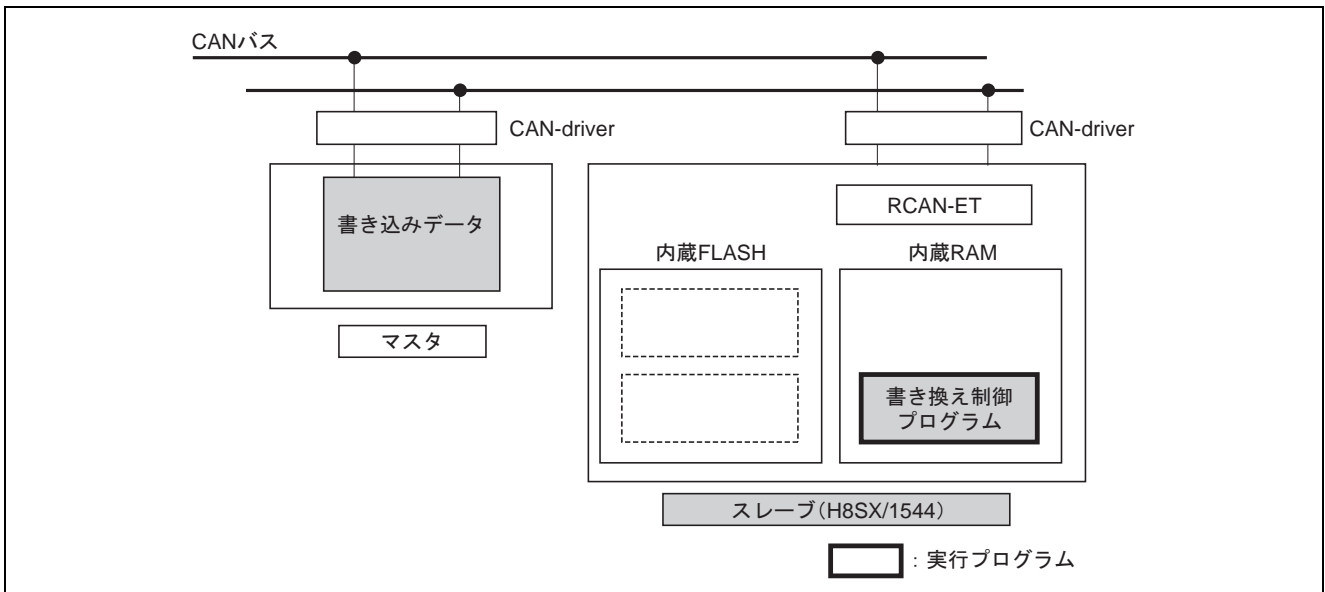 CANバス
CAN-driver
CAN-driver
書き込みデータ
RCAN-ET
内蔵FLASH
内蔵RAM
マスタ
書き換え制御
プログラム
スレーブ(H8SX/1544)
：実行プログラム